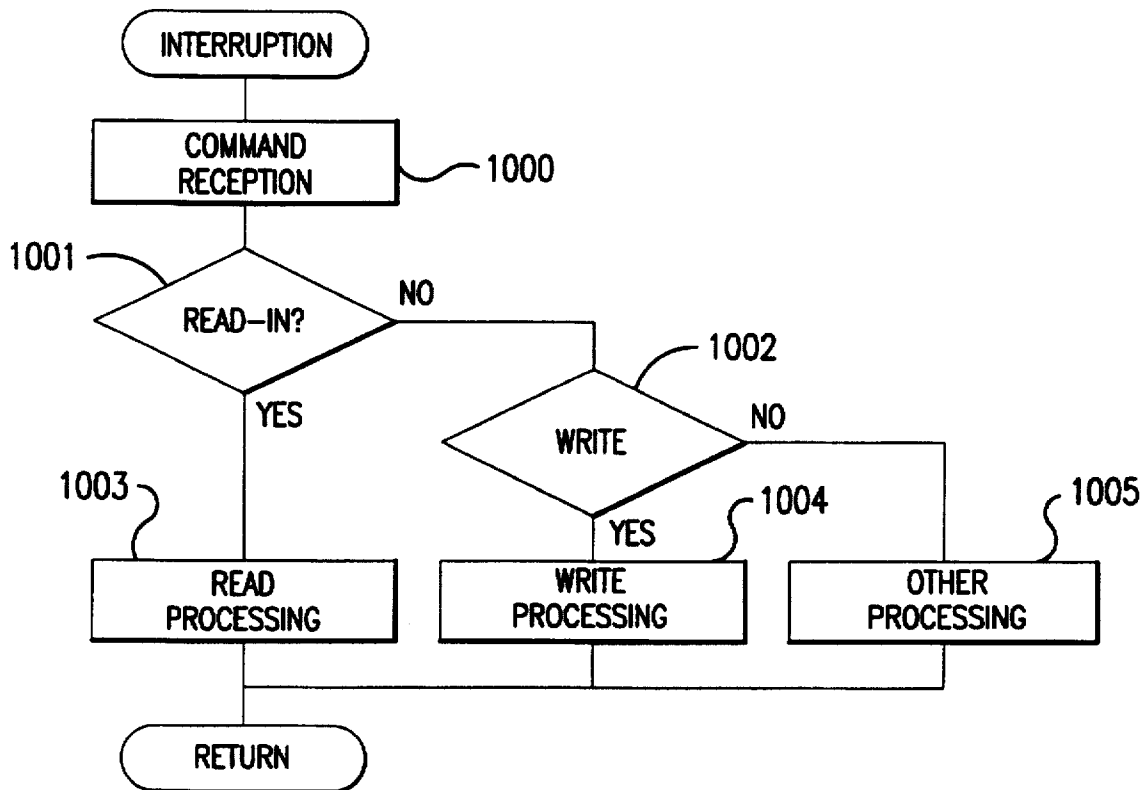 INTERRUPTION
COMMAND
RECEPTION
1000
1001
READ-IN?
NO
YES
1002
WRITE
NO
YES
1003
READ
PROCESSING
1004
WRITE
PROCESSING
1005
OTHER
PROCESSING
RETURN